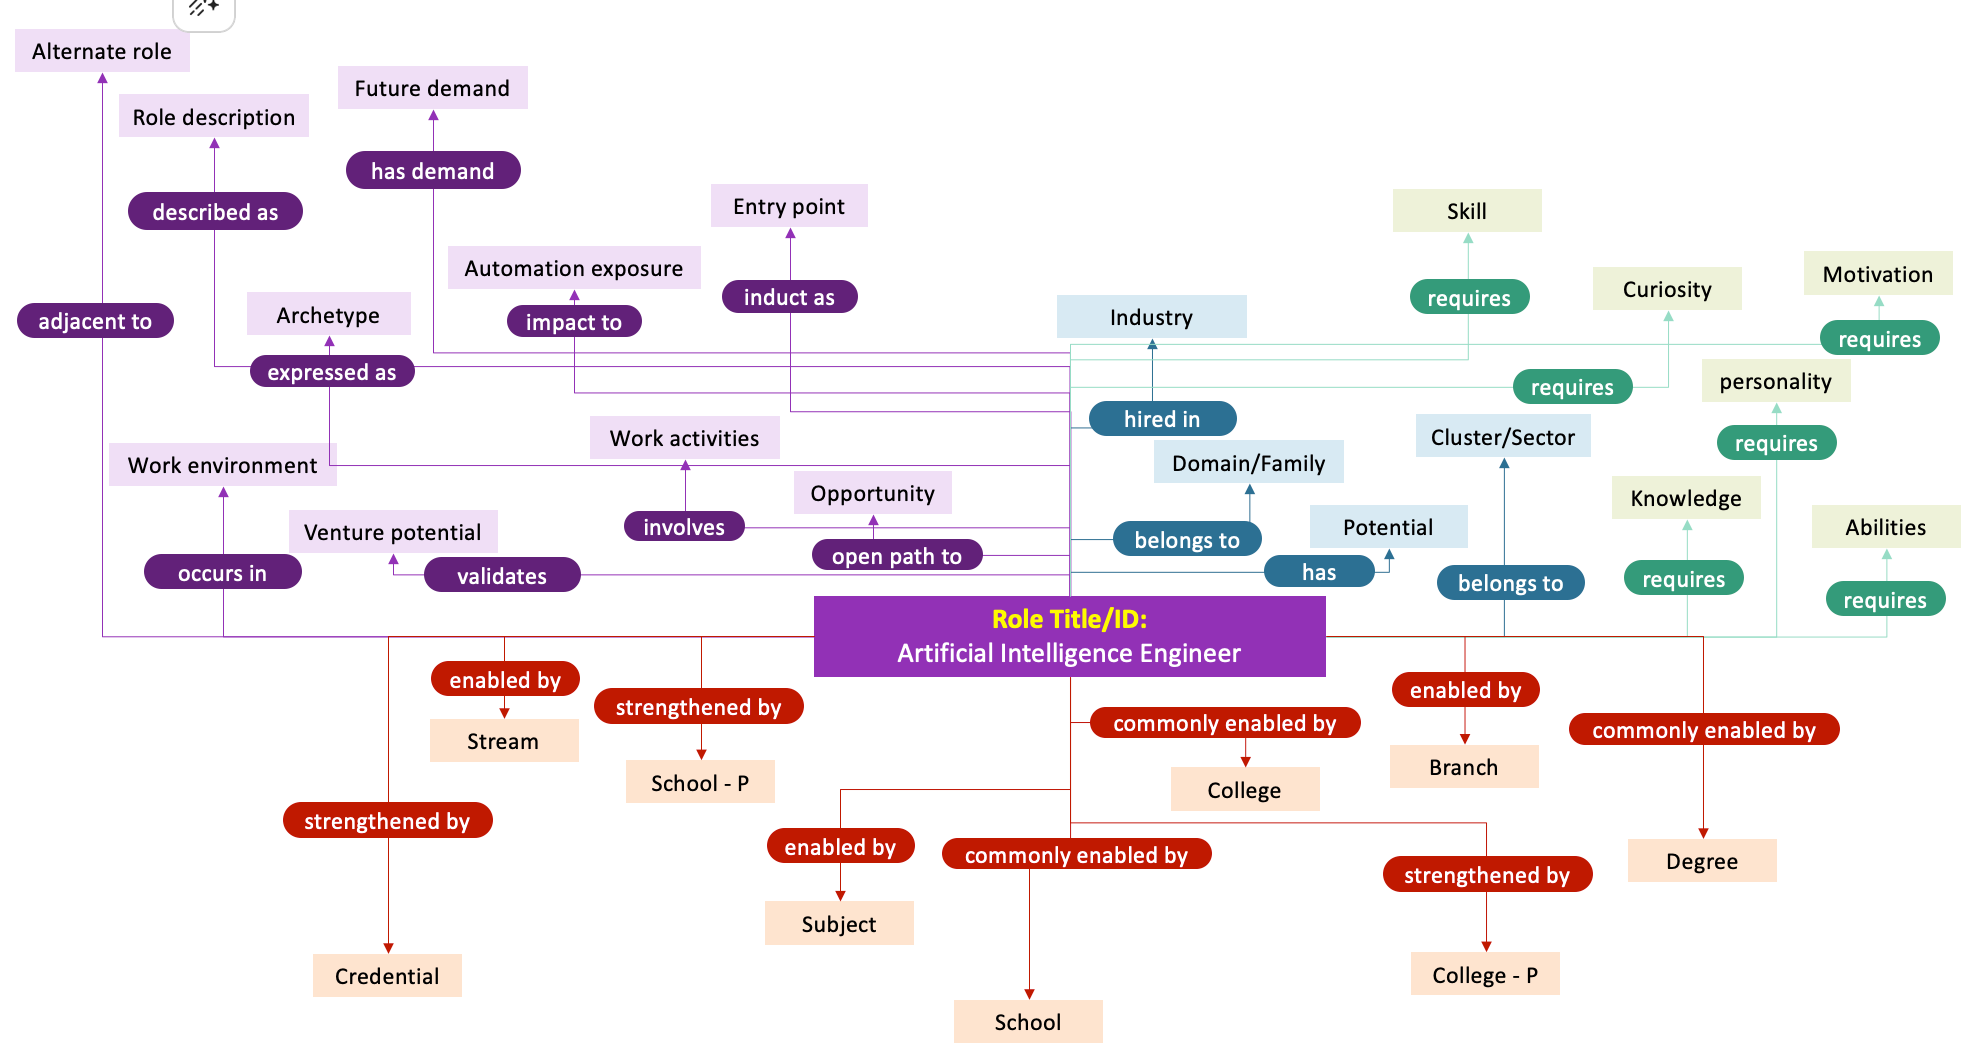 Alternate role
Future demand
Role description
has demand
described as
Entry point
Skill
Automation exposure
Motivation
Curiosity
induct as
requires
Archetype
Industry
adjacent to
impact to
requires
expressed as
personality
requires
hired in
Work activities
Cluster/Sector
requires
Work environment
Domain/Family
Opportunity
Knowledge
Venture potential
involves
Potential
Abilities
open path to
belongs to
occurs in
validates
has
belongs to
requires
requires
Role Title/ID:
Artificial Intelligence Engineer
enabled by
enabled by
strengthened by
commonly enabled by
commonly enabled by
Stream
Branch
School - P
College
strengthened by
enabled by
commonly enabled by
Degree
strengthened by
Subject
Credential
College - P
School